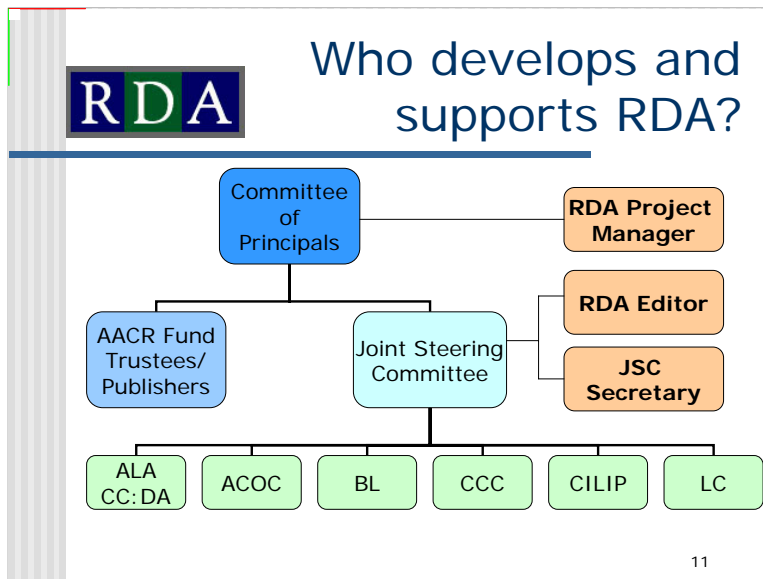 Who develops and
supports RDA?
RDA
Committee
of
Principals
RDA Project
Manager
RDA Editor
AACR Fund
Trustees/
Publishers
Joint Steering
Committee
JSC
Secretary
ALA
CC:DA
ACOC
BL
CCC
CILIP
LC
11